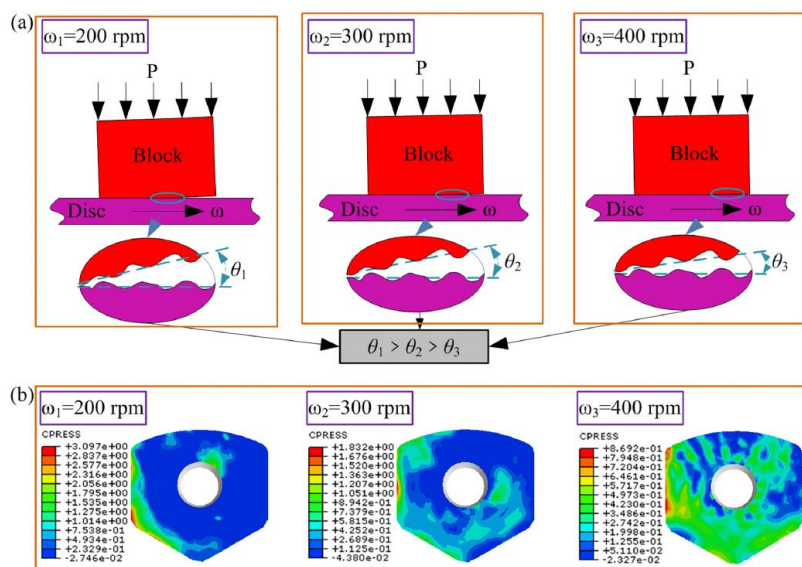 (a)
ω₁=200 rpm
P
Block
Disc
ω
θ₁
ω₂=300 rpm
P
Block
Disc
ω
θ₂
ω₃=400 rpm
P
Block
Disc
ω
θ₃
θ₁ > θ₂ > θ₃
(b)
ω₁=200 rpm
CPRESS
+3.097e+00
+2.837e+00
+2.577e+00
+2.316e+00
+2.056e+00
+1.795e+00
+1.535e+00
+1.275e+00
+1.014e+00
+7.538e-01
+4.934e-01
+2.329e-01
-2.746e-02
ω₂=300 rpm
CPRESS
+1.832e+00
+1.676e+00
+1.520e+00
+1.363e+00
+1.207e+00
+1.051e+00
+8.942e-01
+7.379e-01
+5.815e-01
+4.252e-01
+2.689e-01
+1.125e-01
-4.380e-02
ω₃=400 rpm
CPRESS
+8.692e-01
+7.948e-01
+7.204e-01
+6.461e-01
+5.717e-01
+4.973e-01
+4.230e-01
+3.486e-01
+2.742e-01
+1.998e-01
+1.255e-01
+5.110e-02
-2.327e-02